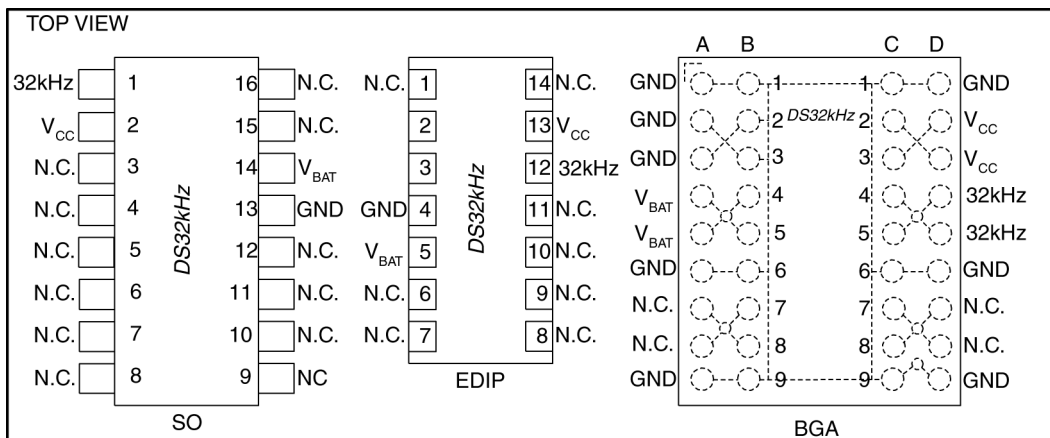 TOP VIEW
A B C D
32kHz 1 16 N.C.
VCC 2 15 N.C.
N.C. 3 14 VBAT
N.C. 4 13 GND
N.C. 5 12 N.C.
N.C. 6 11 N.C.
N.C. 7 10 N.C.
N.C. 8 9 NC
DS32kHz
SO
N.C. 1 14 N.C.
2 13 VCC
3 12 32kHz
GND 4 11 N.C.
VBAT 5 10 N.C.
N.C. 6 9 N.C.
N.C. 7 8 N.C.
DS32kHz
EDIP
GND 1 1 GND
GND 2 DS32kHz 2 VCC
GND 3 3 VCC
VBAT 4 4 32kHz
VBAT 5 5 32kHz
GND 6 6 GND
N.C. 7 7 N.C.
N.C. 8 8 N.C.
GND 9 9 GND
BGA